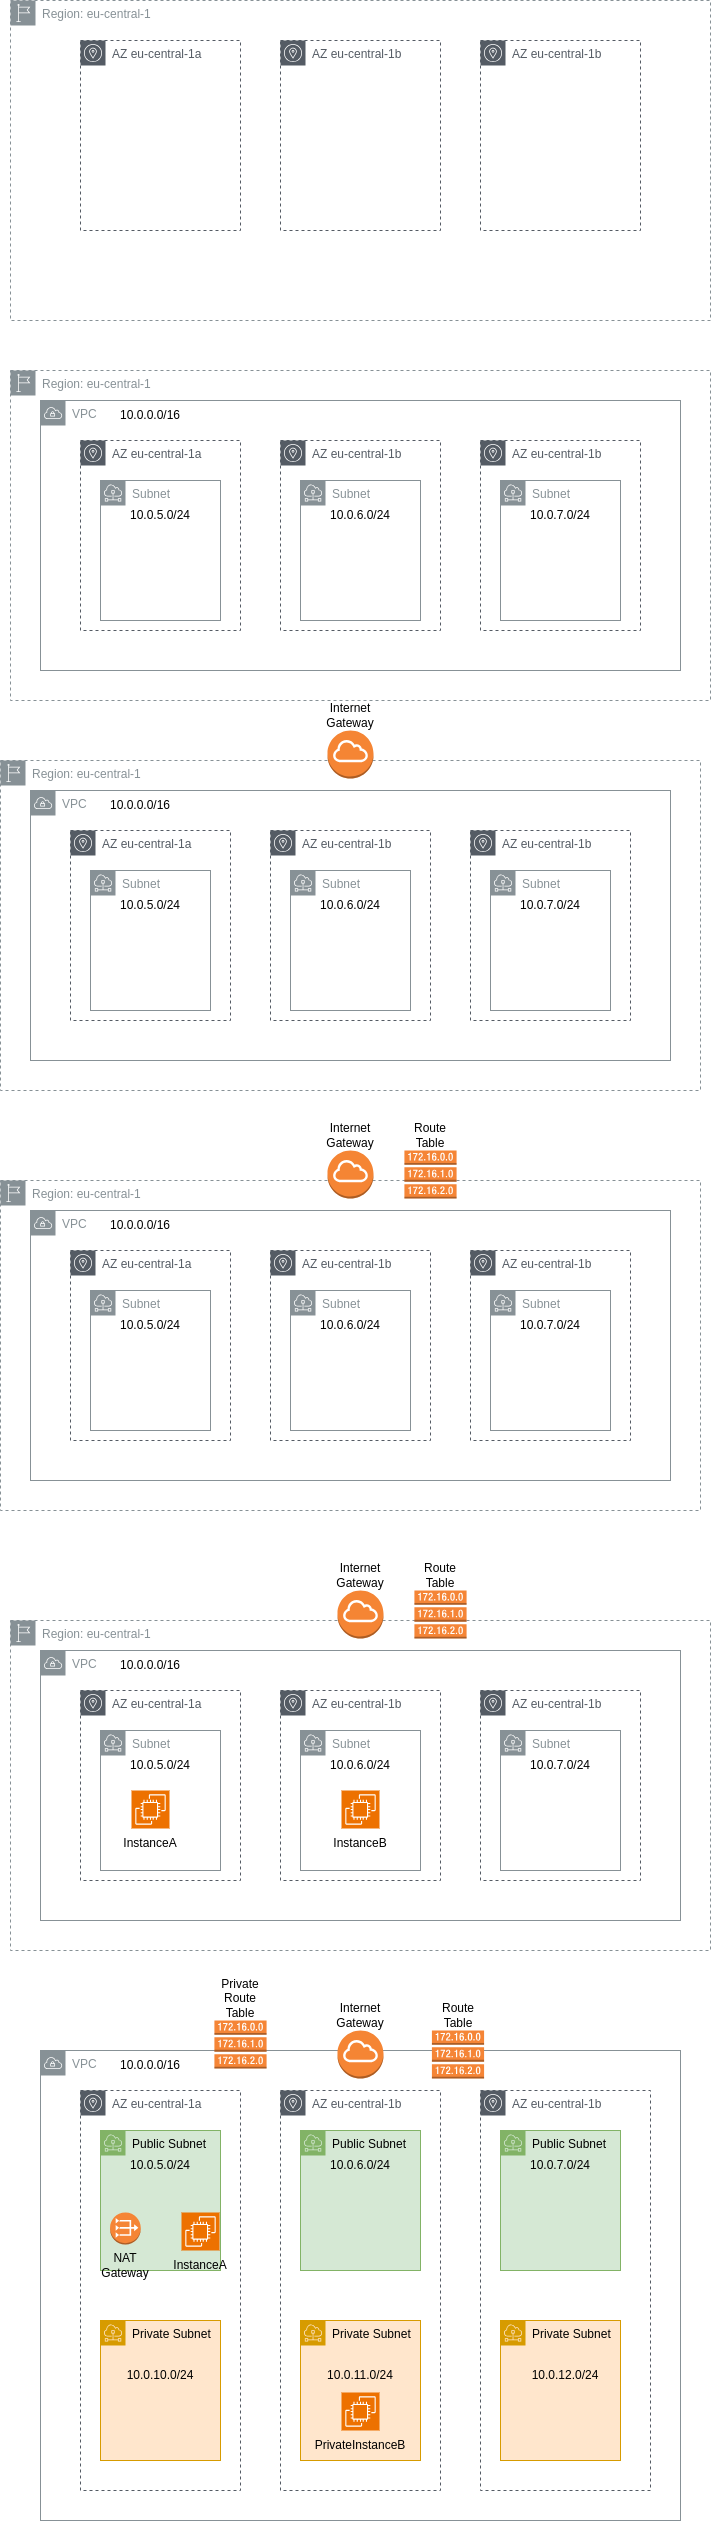 Region: eu-central-1
AZ eu-central-1a
AZ eu-central-1b
AZ eu-central-1b
Region: eu-central-1
VPC
10.0.0.0/16
AZ eu-central-1a
AZ eu-central-1b
AZ eu-central-1b
Subnet
Subnet
Subnet
10.0.5.0/24
10.0.6.0/24
10.0.7.0/24
Internet
Gateway
Region: eu-central-1
VPC
10.0.0.0/16
AZ eu-central-1a
AZ eu-central-1b
AZ eu-central-1b
Subnet
Subnet
Subnet
10.0.5.0/24
10.0.6.0/24
10.0.7.0/24
Internet
Gateway
Route
Table
172.16.0.0
172.16.1.0
172.16.2.0
Region: eu-central-1
VPC
10.0.0.0/16
AZ eu-central-1a
AZ eu-central-1b
AZ eu-central-1b
Subnet
Subnet
Subnet
10.0.5.0/24
10.0.6.0/24
10.0.7.0/24
Internet
Gateway
Route
Table
172.16.0.0
172.16.1.0
172.16.2.0
Region: eu-central-1
VPC
10.0.0.0/16
AZ eu-central-1a
AZ eu-central-1b
AZ eu-central-1b
Subnet
Subnet
Subnet
10.0.5.0/24
10.0.6.0/24
10.0.7.0/24
InstanceA
InstanceB
Private
Route
Table
172.16.0.0
172.16.1.0
172.16.2.0
Internet
Gateway
Route
Table
172.16.0.0
172.16.1.0
172.16.2.0
VPC
10.0.0.0/16
AZ eu-central-1a
AZ eu-central-1b
AZ eu-central-1b
Public Subnet
Public Subnet
Public Subnet
10.0.5.0/24
10.0.6.0/24
10.0.7.0/24
NAT
Gateway
InstanceA
Private Subnet
Private Subnet
Private Subnet
10.0.10.0/24
10.0.11.0/24
10.0.12.0/24
PrivateInstanceB